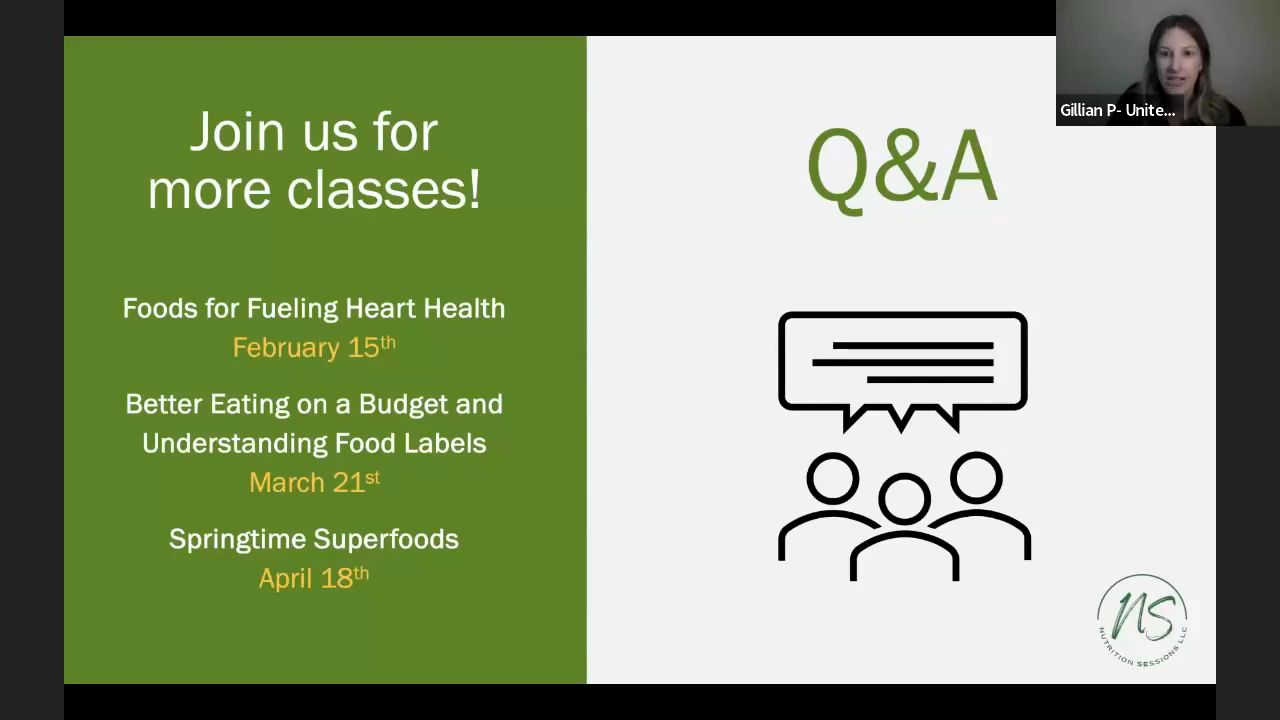 Join us for
more classes!
Foods for Fueling Heart Health
February 15th
Better Eating on a Budget and
Understanding Food Labels
March 21st
Springtime Superfoods
April 18th
Q&A
Gillian P- Unite...
NS
NUTRITION SESSIONS LLC